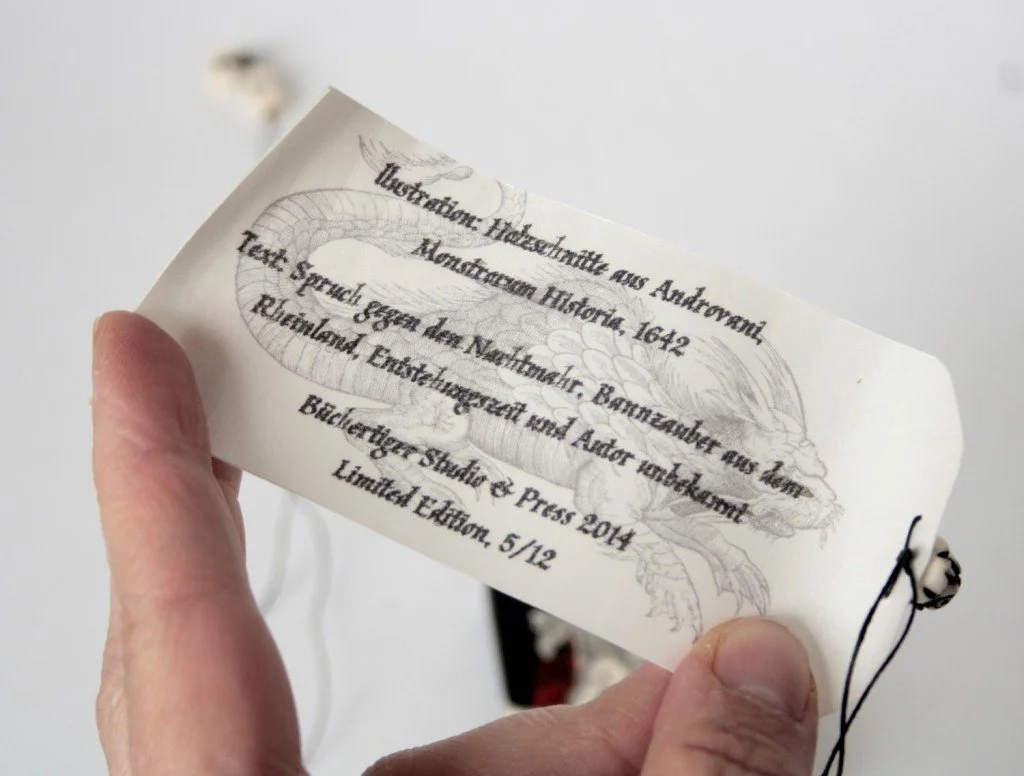 Ilustration: Holzschnitte aus Androvani,
Monstrorum Historia, 1642
Text: Spruch gegen den Nachtmahr, Bannzauber aus dem
Rheinland, Entstehungszeit und Autor unbekannt
Büchertiger Studio & Press 2014
Limited Edition, 5/12